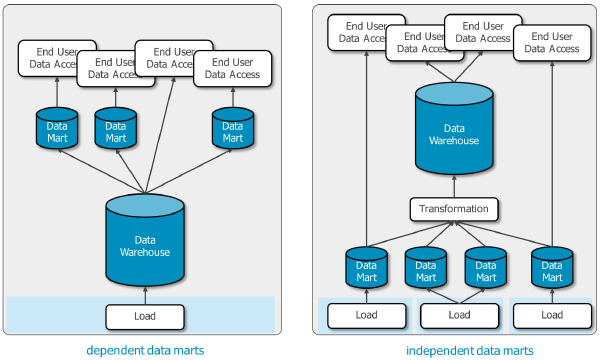 End User
Data Access
End User
Data Access
End User
Data Access
End User
Data Access
Data
Mart
Data
Mart
Data
Mart
Data
Warehouse
Load
dependent data marts
End User
Data Access
End User
Data Access
End User
Data Access
End User
Data Access
Data
Warehouse
Transformation
Data
Mart
Data
Mart
Data
Mart
Data
Mart
Load
Load
Load
independent data marts